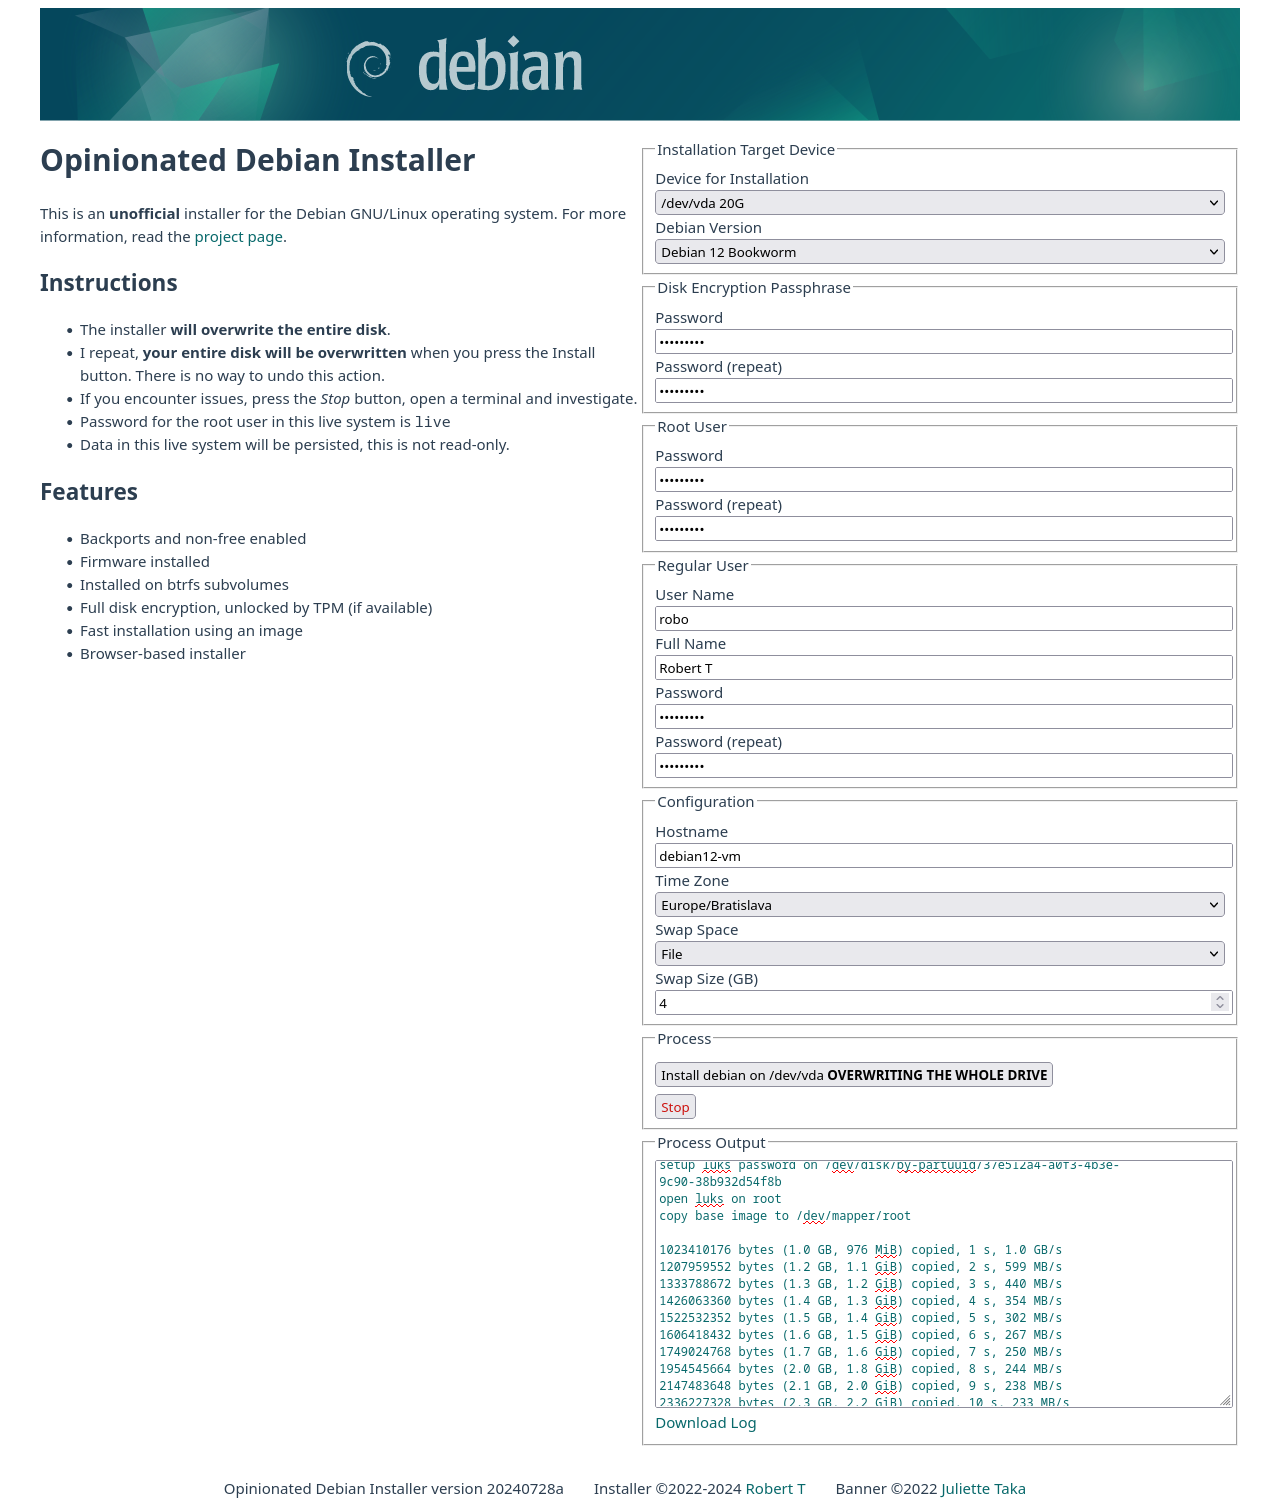 debian
Opinionated Debian Installer
This is an unofficial installer for the Debian GNU/Linux operating system. For more
information, read the project page.
Instructions
• The installer will overwrite the entire disk.
• I repeat, your entire disk will be overwritten when you press the Install
button. There is no way to undo this action.
• If you encounter issues, press the Stop button, open a terminal and investigate.
• Password for the root user in this live system is live
• Data in this live system will be persisted, this is not read-only.
Features
• Backports and non-free enabled
• Firmware installed
• Installed on btrfs subvolumes
• Full disk encryption, unlocked by TPM (if available)
• Fast installation using an image
• Browser-based installer
Installation Target Device
Device for Installation
/dev/vda 20G
Debian Version
Debian 12 Bookworm
Disk Encryption Passphrase
Password
•••••••••
Password (repeat)
•••••••••
Root User
Password
•••••••••
Password (repeat)
•••••••••
Regular User
User Name
robo
Full Name
Robert T
Password
•••••••••
Password (repeat)
•••••••••
Configuration
Hostname
debian12-vm
Time Zone
Europe/Bratislava
Swap Space
File
Swap Size (GB)
4
Process
Install debian on /dev/vda OVERWRITING THE WHOLE DRIVE
Stop
Process Output
setup luks password on /dev/disk/by-partuuid/37e512a4-a0f3-4b3e-
9c90-38b932d54f8b
open luks on root
copy base image to /dev/mapper/root
1023410176 bytes (1.0 GB, 976 MiB) copied, 1 s, 1.0 GB/s
1207959552 bytes (1.2 GB, 1.1 GiB) copied, 2 s, 599 MB/s
1333788672 bytes (1.3 GB, 1.2 GiB) copied, 3 s, 440 MB/s
1426063360 bytes (1.4 GB, 1.3 GiB) copied, 4 s, 354 MB/s
1522532352 bytes (1.5 GB, 1.4 GiB) copied, 5 s, 302 MB/s
1606418432 bytes (1.6 GB, 1.5 GiB) copied, 6 s, 267 MB/s
1749024768 bytes (1.7 GB, 1.6 GiB) copied, 7 s, 250 MB/s
1954545664 bytes (2.0 GB, 1.8 GiB) copied, 8 s, 244 MB/s
2147483648 bytes (2.1 GB, 2.0 GiB) copied, 9 s, 238 MB/s
2336227328 bytes (2.3 GB, 2.2 GiB) copied, 10 s, 233 MB/s
Download Log
Opinionated Debian Installer version 20240728a Installer ©2022-2024 Robert T Banner ©2022 Juliette Taka